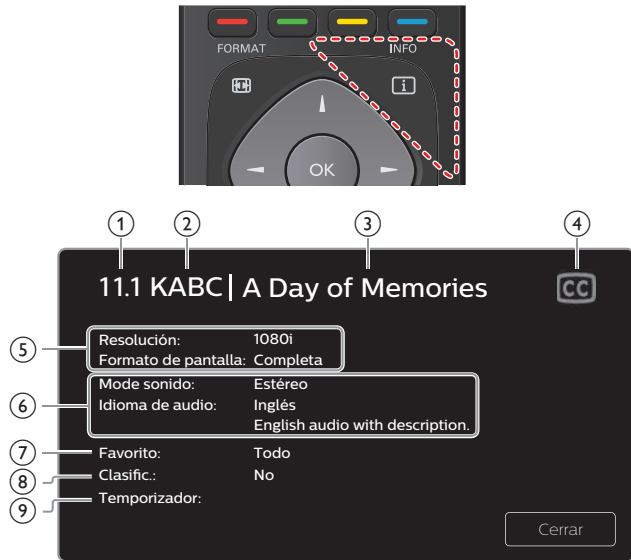 FORMAT INFO
i
OK
1 2 3 4
11.1 KABC | A Day of Memories CC
5 Resolución: 1080i
Formato de pantalla: Completa
6 Mode sonido: Estéreo
Idioma de audio: Inglés
English audio with description.
7 Favorito: Todo
8 Clasific.: No
9 Temporizador:
Cerrar